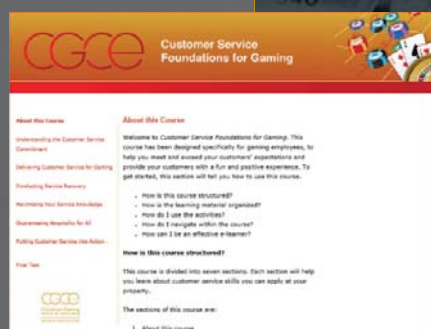 CGCE
Customer Service
Foundations for Gaming
About this Course
Understanding the Customer Service
Commitment
Delivering Customer Service for Gaming
Conducting Service Recovery
Maximizing Your Service Knowledge
Guaranteeing Hospitality for All
Putting Customer Service into Action
Final Test
CGCE
About this Course
Welcome to Customer Service Foundations for Gaming. This
course has been designed specifically for gaming employees, to
help you meet and exceed your customers' expectations and
provide your customers with a fun and positive experience. To
get started, this section will tell you how to use this course.
• How is this course structured?
• How is the learning material organized?
• How do I use the activities?
• How do I navigate within the course?
• How can I be an effective e-learner?
How is this course structured?
This course is divided into seven sections. Each section will help
you learn about customer service skills you can apply at your
property.
The sections of this course are:
1. About this course